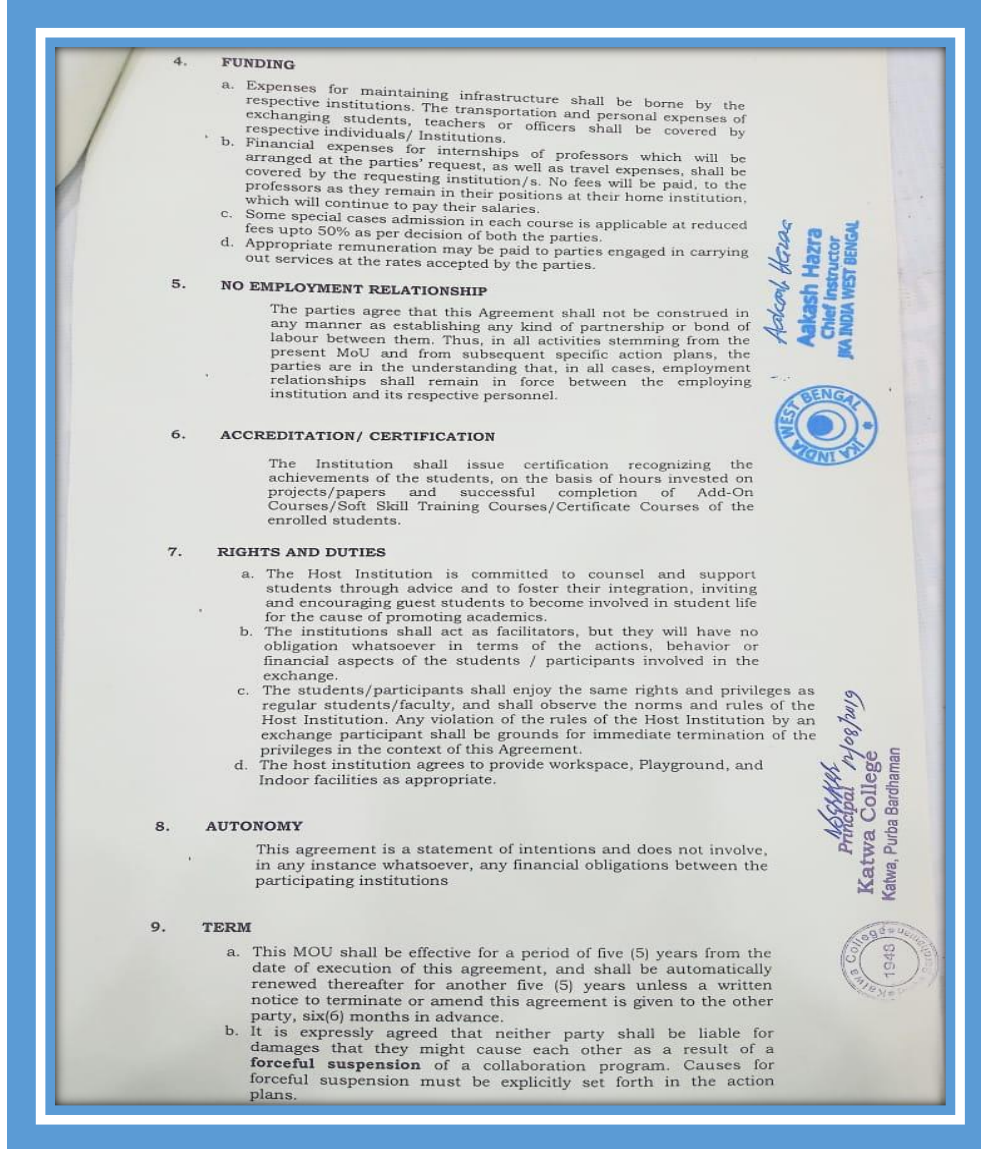 4. FUNDING
a. Expenses for maintaining infrastructure shall be borne by the
respective institutions. The transportation and personal expenses of
exchanging students, teachers or officers shall be covered by
respective individuals/ Institutions.
b. Financial expenses for internships of professors which will be
arranged at the parties' request, as well as travel expenses, shall be
covered by the requesting institution/s. No fees will be paid, to the
professors as they remain in their positions at their home institution,
which will continue to pay their salaries.
c. Some special cases admission in each course is applicable at reduced
fees upto 50% as per decision of both the parties.
d. Appropriate remuneration may be paid to parties engaged in carrying
out services at the rates accepted by the parties.
5. NO EMPLOYMENT RELATIONSHIP
The parties agree that this Agreement shall not be construed in
any manner as establishing any kind of partnership or bond of
labour between them. Thus, in all activities stemming from the
present MoU and from subsequent specific action plans, the
parties are in the understanding that, in all cases, employment
relationships shall remain in force between the employing
institution and its respective personnel.
6. ACCREDITATION/ CERTIFICATION
The Institution shall issue certification recognizing the
achievements of the students, on the basis of hours invested on
projects/papers and successful completion of Add-On
Courses/Soft Skill Training Courses/Certificate Courses of the
enrolled students.
7. RIGHTS AND DUTIES
a. The Host Institution is committed to counsel and support
students through advice and to foster their integration, inviting
and encouraging guest students to become involved in student life
for the cause of promoting academics.
b. The institutions shall act as facilitators, but they will have no
obligation whatsoever in terms of the actions, behavior or
financial aspects of the students / participants involved in the
exchange.
c. The students/participants shall enjoy the same rights and privileges as
regular students/faculty, and shall observe the norms and rules of the
Host Institution. Any violation of the rules of the Host Institution by an
exchange participant shall be grounds for immediate termination of the
privileges in the context of this Agreement.
d. The host institution agrees to provide workspace, Playground, and
Indoor facilities as appropriate.
8. AUTONOMY
This agreement is a statement of intentions and does not involve,
in any instance whatsoever, any financial obligations between the
participating institutions
9. TERM
a. This MOU shall be effective for a period of five (5) years from the
date of execution of this agreement, and shall be automatically
renewed thereafter for another five (5) years unless a written
notice to terminate or amend this agreement is given to the other
party, six(6) months in advance.
b. It is expressly agreed that neither party shall be liable for
damages that they might cause each other as a result of a
forceful suspension of a collaboration program. Causes for
forceful suspension must be explicitly set forth in the action
plans.
Aakash Hazra
Aakash Hazra
Chief Instructor
JKA INDIA WEST BENGAL
JKA INDIA WEST BENGAL
Principal
Katwa College
Katwa, Purba Bardhaman
Katwa College
1948